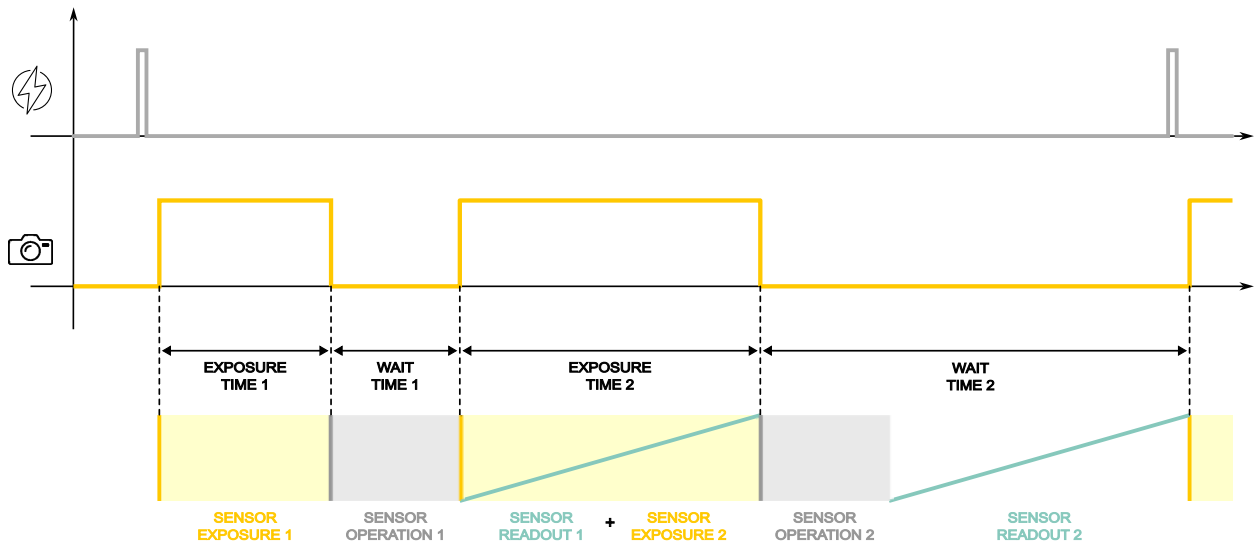 EXPOSURE
TIME 1
WAIT
TIME 1
EXPOSURE
TIME 2
WAIT
TIME 2
SENSOR
EXPOSURE 1
SENSOR
OPERATION 1
SENSOR
READOUT 1
+
SENSOR
EXPOSURE 2
SENSOR
OPERATION 2
SENSOR
READOUT 2